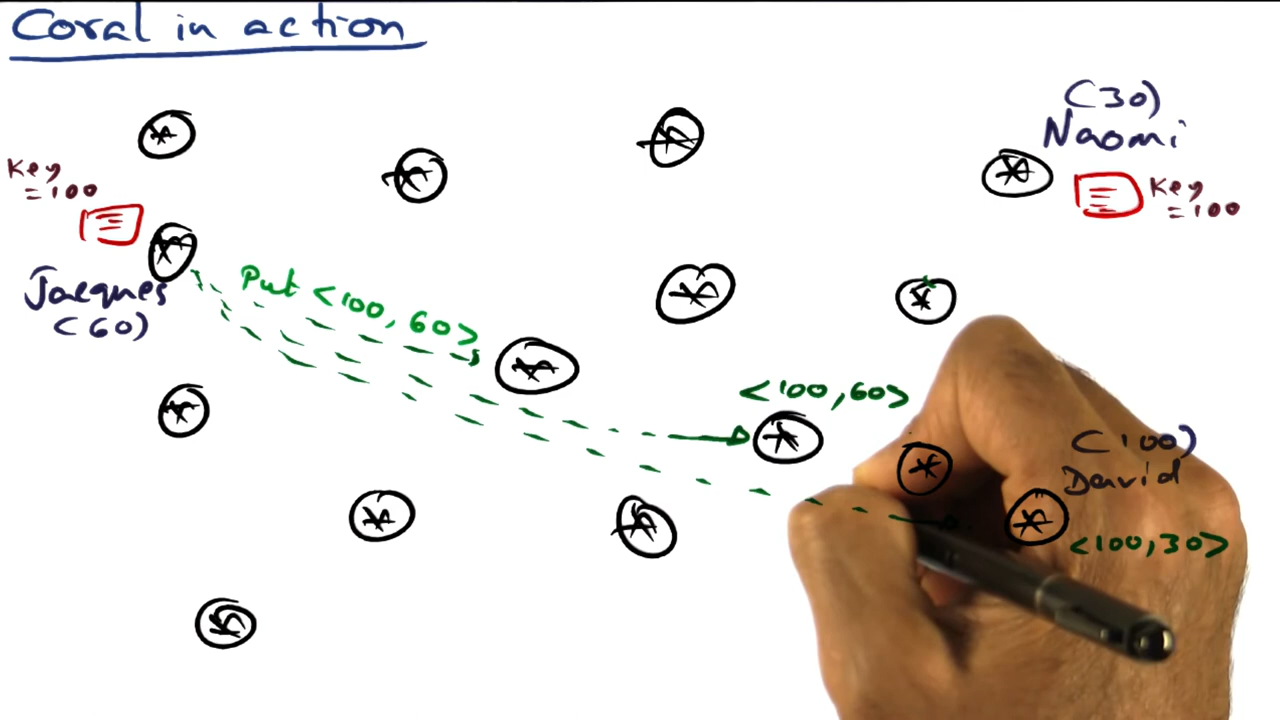 Coral in action
(30)
Naomi
Key
=100
Key
=100
Jacques
(60)
Put <100,60>
<100,60>
(100)
David
<100,30>